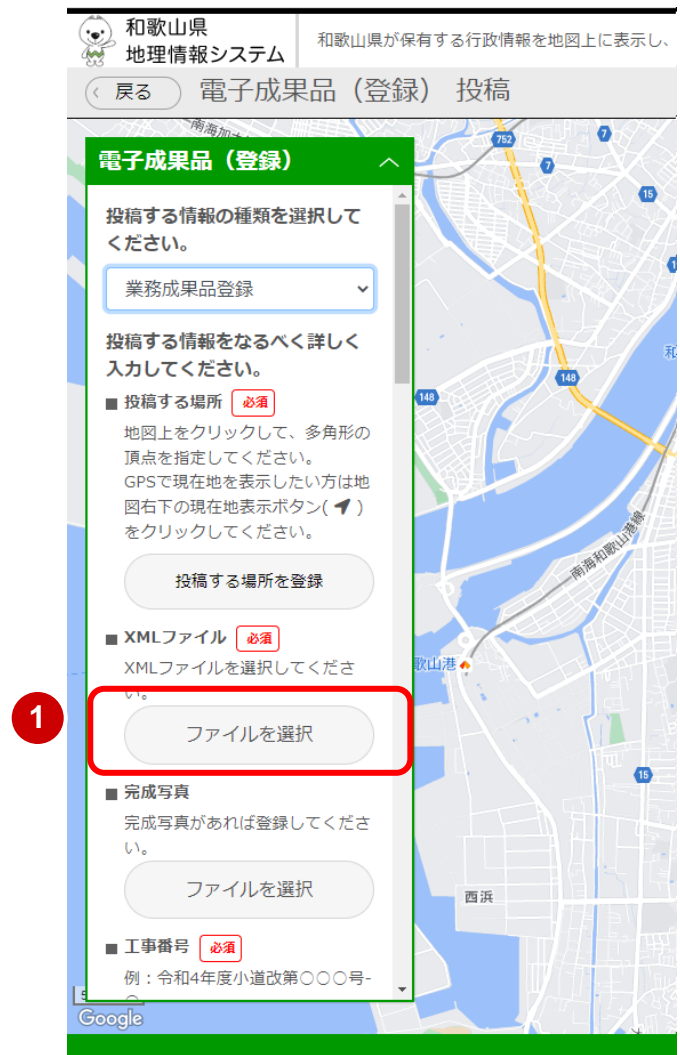 和歌山県
地理情報システム
和歌山県が保有する行政情報を地図上に表示し、
戻る
電子成果品（登録） 投稿
電子成果品（登録）
投稿する情報の種類を選択して
ください。
業務成果品登録
投稿する情報をなるべく詳しく
入力してください。
■ 投稿する場所 必須
地図上をクリックして、多角形の
頂点を指定してください。
GPSで現在地を表示したい方は地
図右下の現在地表示ボタン( )
をクリックしてください。
投稿する場所を登録
■ XMLファイル 必須
XMLファイルを選択してくださ
い。
1
ファイルを選択
■ 完成写真
完成写真があれば登録してくださ
い。
ファイルを選択
■ 工事番号 必須
例：令和4年度小道改第○○○号-
Google
752
7
7
15
148
148
南海和歌山港線
歌山港
15
西浜